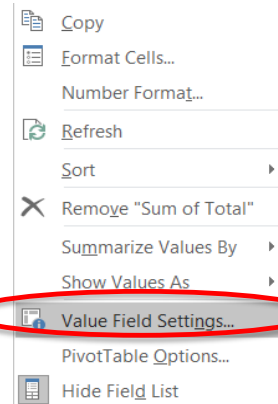 Copy
Format Cells...
Number Format...
Refresh
Sort
Remove "Sum of Total"
Summarize Values By
Show Values As
Value Field Settings...
PivotTable Options...
Hide Field List